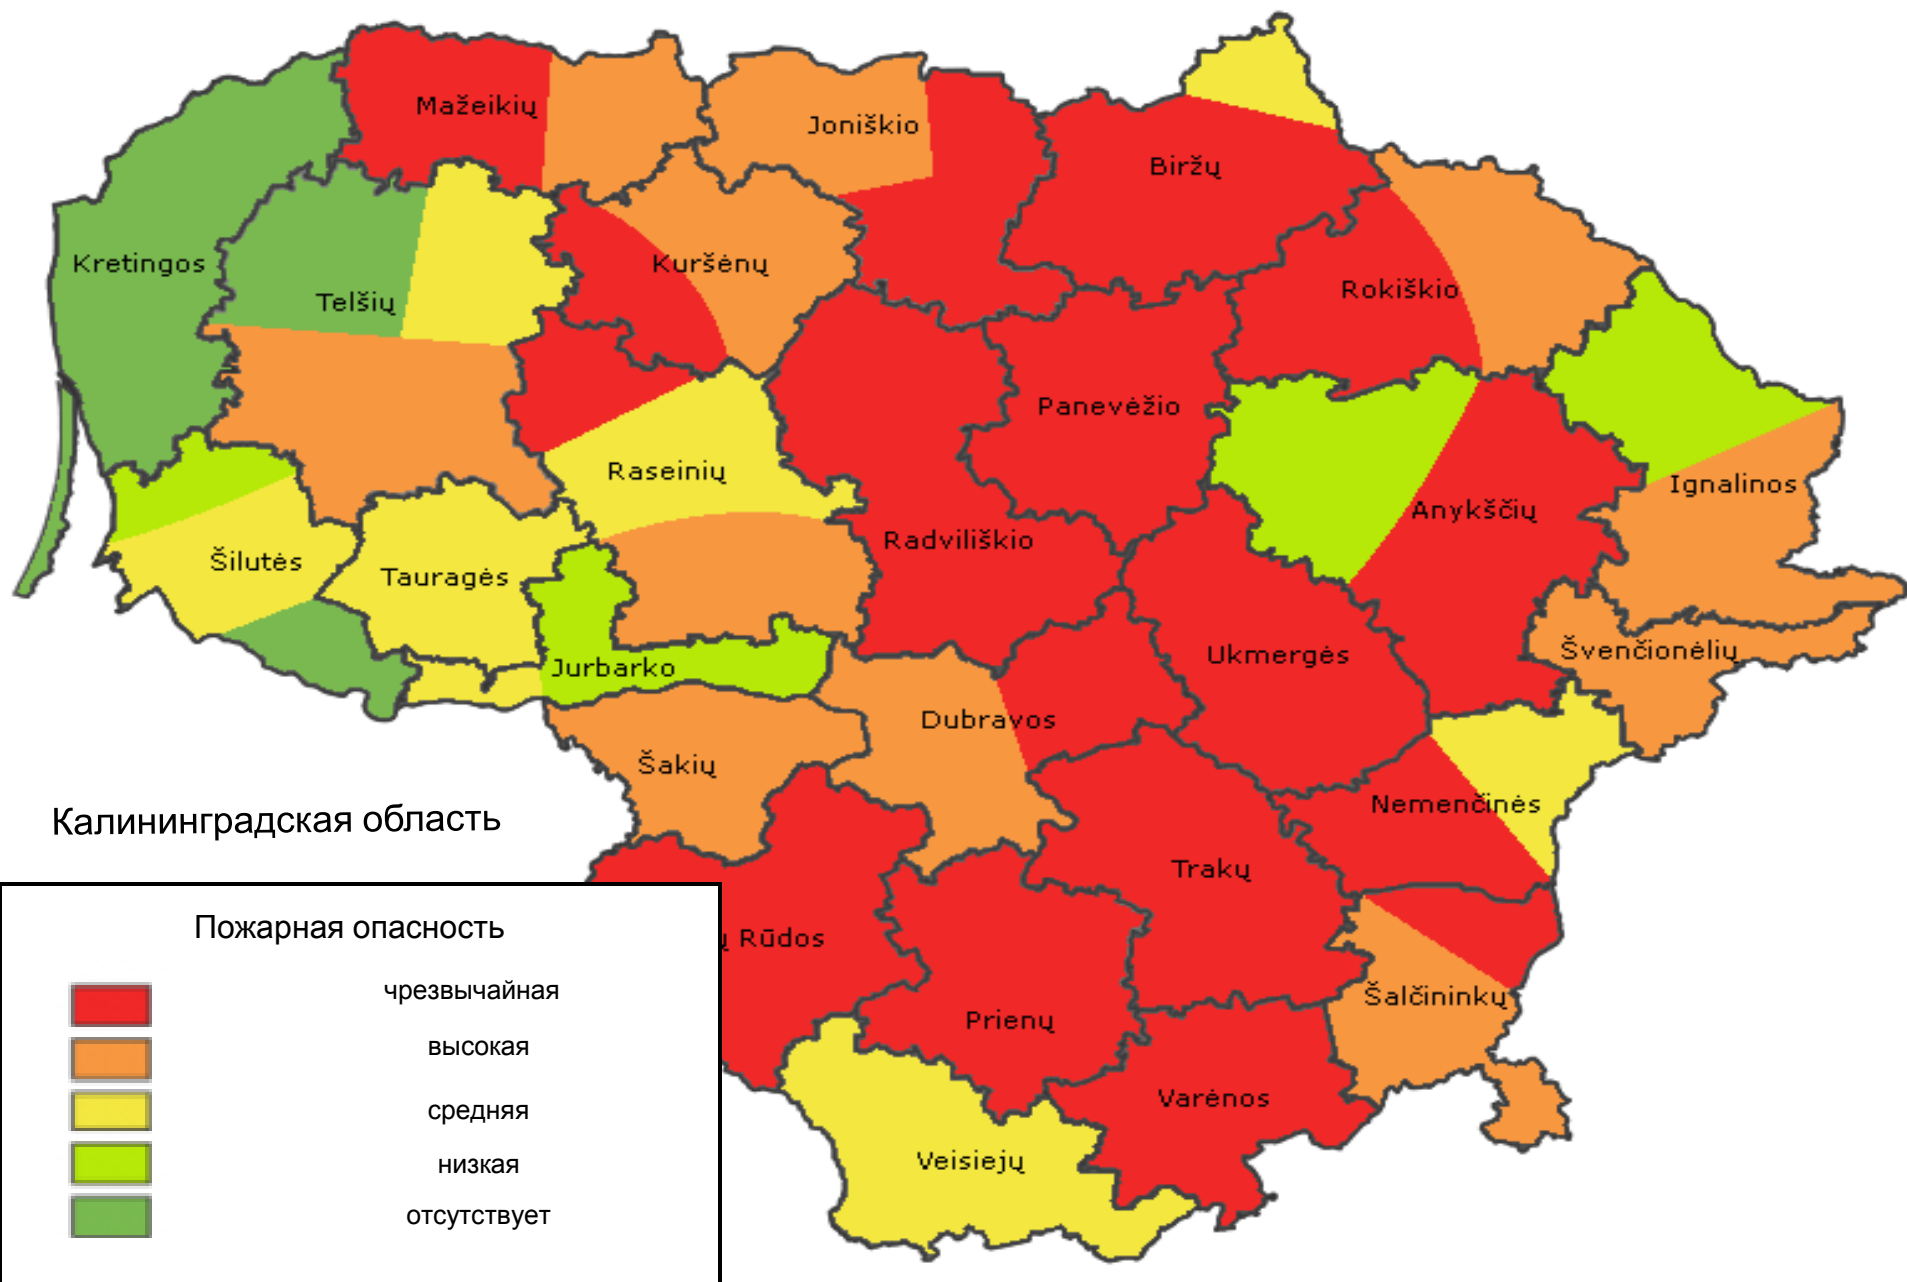 Mažeikių
Joniškio
Biržų
Kretingos
Telšių
Kuršėnų
Rokiškio
Panevėžio
Raseinių
Ignalinos
Anykščių
Šilutės
Tauragės
Radviliškio
Jurbarko
Ukmergės
Švenčionėlių
Dubravos
Šakių
Nemenčinės
Калининградская область
Trakų
Пожарная опасность
ų Rūdos
чрезвычайная
Šalčininkų
Prienų
высокая
Varėnos
средняя
Veisiejų
низкая
отсутствует